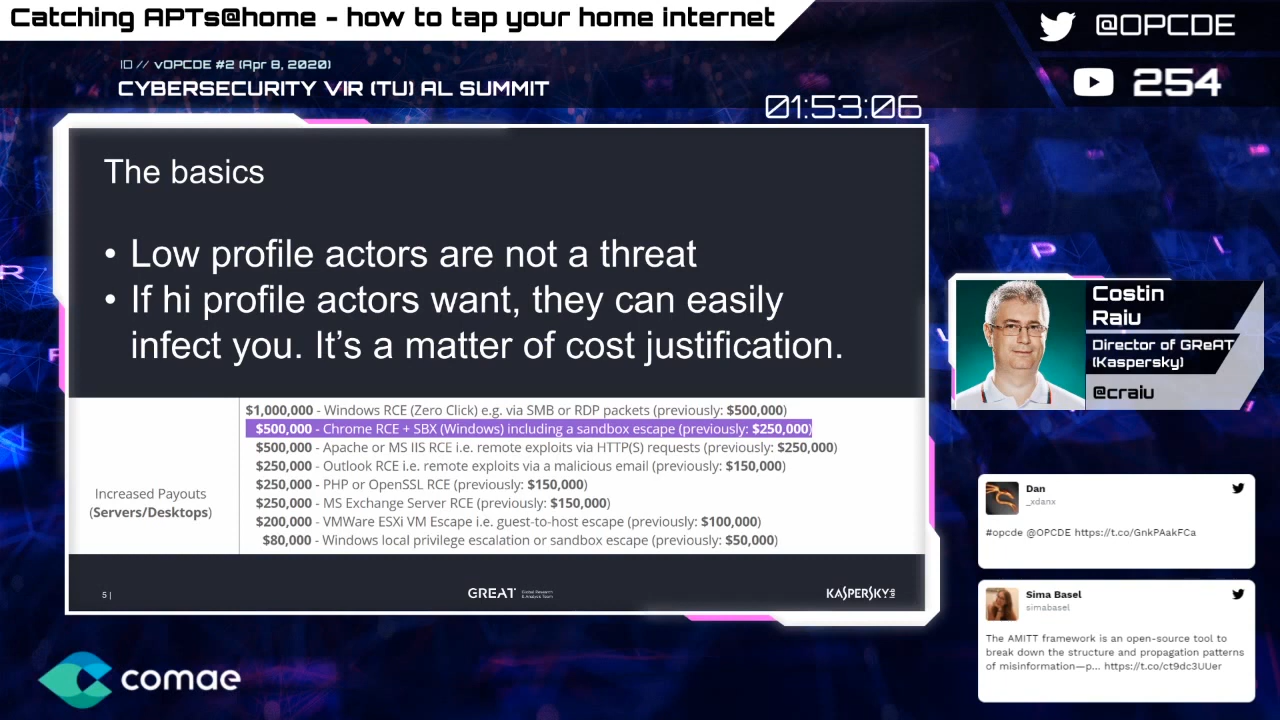 Catching APTs@home - how to tap your home internet
@OPCDE
ID // vOPCDE #2 (Apr 8, 2020)
CYBERSECURITY VIR (TU) AL SUMMIT
254
01:53:06
The basics
• Low profile actors are not a threat
• If hi profile actors want, they can easily
infect you. It's a matter of cost justification.
Increased Payouts
(Servers/Desktops)
$1,000,000 - Windows RCE (Zero Click) e.g. via SMB or RDP packets (previously: $500,000)
$500,000 - Chrome RCE + SBX (Windows) including a sandbox escape (previously: $250,000)
$500,000 - Apache or MS IIS RCE i.e. remote exploits via HTTP(S) requests (previously: $250,000)
$250,000 - Outlook RCE i.e. remote exploits via a malicious email (previously: $150,000)
$250,000 - PHP or OpenSSL RCE (previously: $150,000)
$250,000 - MS Exchange Server RCE (previously: $150,000)
$200,000 - VMWare ESXi VM Escape i.e. guest-to-host escape (previously: $100,000)
$80,000 - Windows local privilege escalation or sandbox escape (previously: $50,000)
5 |
GREAT
Global Research
& Analysis Team
KASPERSKY lab
Costin
Raiu
Director of GReAT
(Kaspersky)
@craiu
Dan
_xdanx
#opcde @OPCDE https://t.co/GnkPAakFCa
Sima Basel
simabasel
The AMITT framework is an open-source tool to
break down the structure and propagation patterns
of misinformation—p... https://t.co/ct9dc3UUer
comae